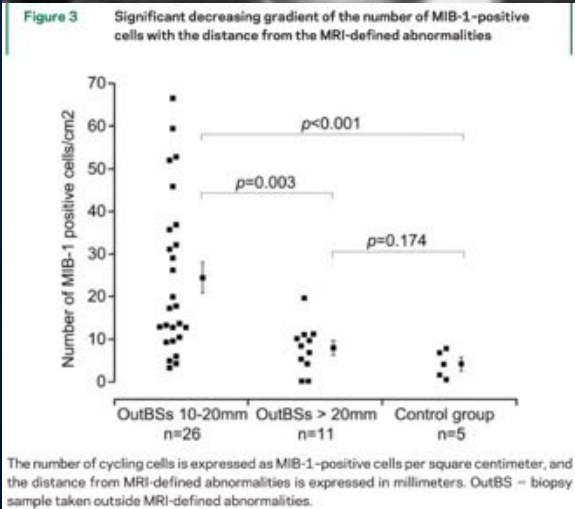 Figure 3 Significant decreasing gradient of the number of MIB-1-positive
cells with the distance from the MRI-defined abnormalities
70
p<0.001
60
50
p=0.003
40
p=0.174
30
20
10
0
Number of MIB-1 positive cells/cm2
OutBSs 10-20mm OutBSs > 20mm Control group
n=26 n=11 n=5
The number of cycling cells is expressed as MIB-1-positive cells per square centimeter, and
the distance from MRI-defined abnormalities is expressed in millimeters. OutBS – biopsy
sample taken outside MRI-defined abnormalities.